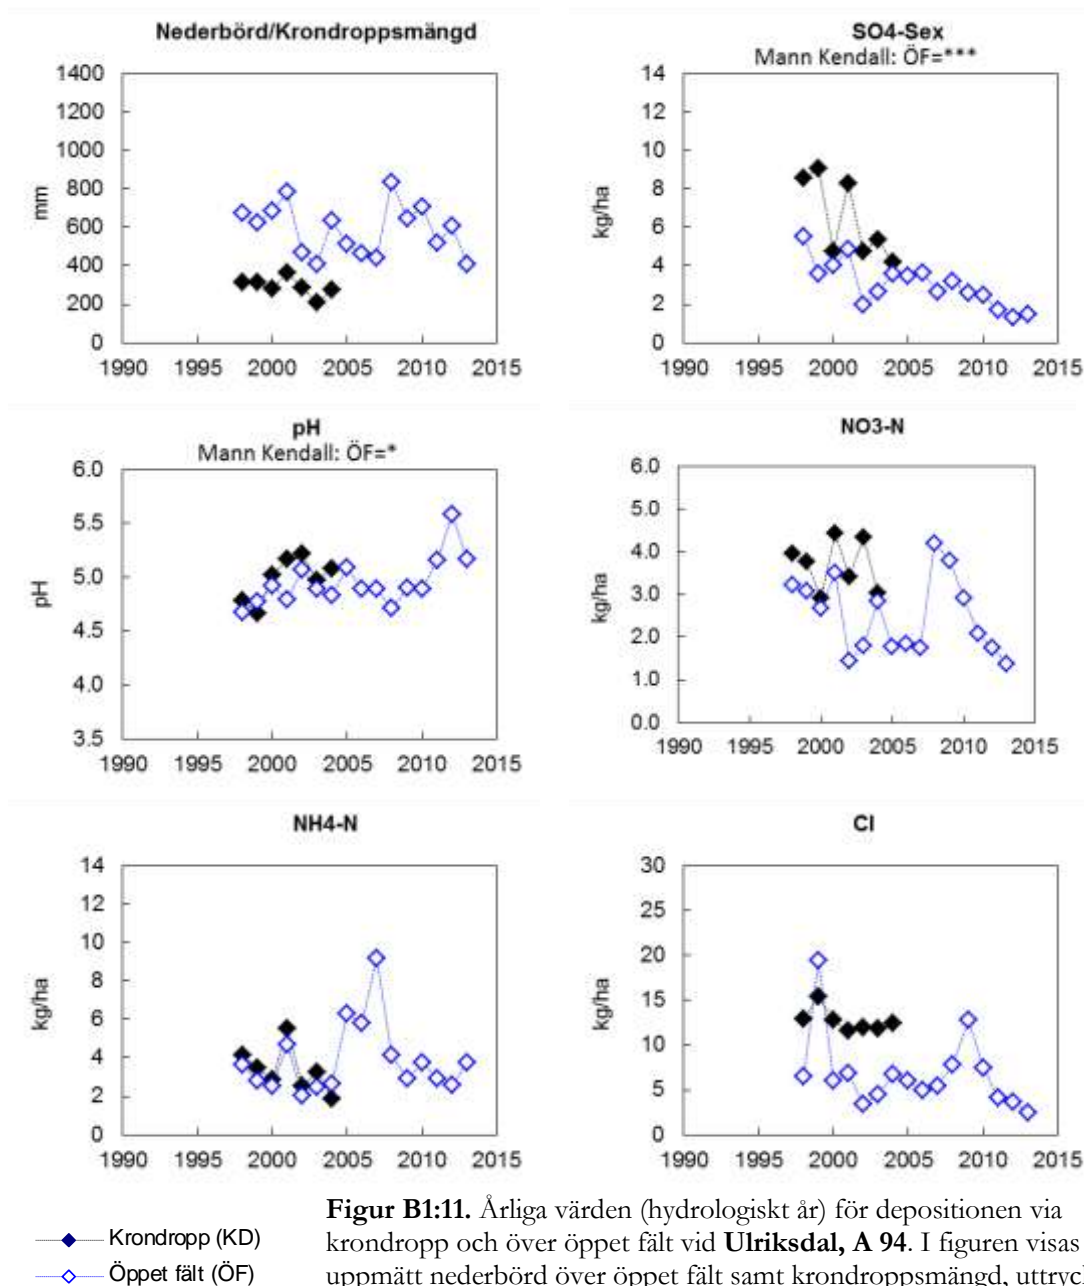 Nederbörd/Krondroppsmängd
1400
1200
1000
800
600
400
200
0
mm
1990 1995 2000 2005 2010 2015
SO4-Sex
Mann Kendall: ÖF=***
14
12
10
8
6
4
2
0
kg/ha
1990 1995 2000 2005 2010 2015
pH
Mann Kendall: ÖF=*
6.0
5.5
5.0
4.5
4.0
3.5
pH
1990 1995 2000 2005 2010 2015
NO3-N
6.0
5.0
4.0
3.0
2.0
1.0
0.0
kg/ha
1990 1995 2000 2005 2010 2015
NH4-N
14
12
10
8
6
4
2
0
kg/ha
1990 1995 2000 2005 2010 2015
Cl
30
25
20
15
10
5
0
kg/ha
1990 1995 2000 2005 2010 2015
Krondropp (KD)
Öppet fält (ÖF)
Figur B1:11. Årliga värden (hydrologiskt år) för depositionen via
krondropp och över öppet fält vid Ulriksdal, A 94. I figuren visas
uppmätt nederbörd över öppet fält samt krondroppsmängd, uttryc